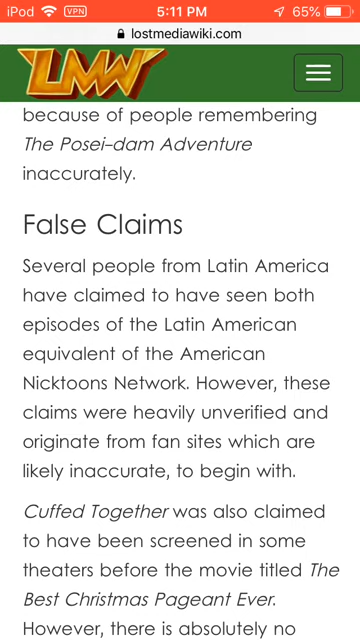 iPod VPN 5:11 PM 65%
lostmediawiki.com
LMW
because of people remembering
The Posei-dam Adventure
inaccurately.
False Claims
Several people from Latin America
have claimed to have seen both
episodes of the Latin American
equivalent of the American
Nicktoons Network. However, these
claims were heavily unverified and
originate from fan sites which are
likely inaccurate, to begin with.
Cuffed Together was also claimed
to have been screened in some
theaters before the movie titled The
Best Christmas Pageant Ever.
However, there is absolutely no